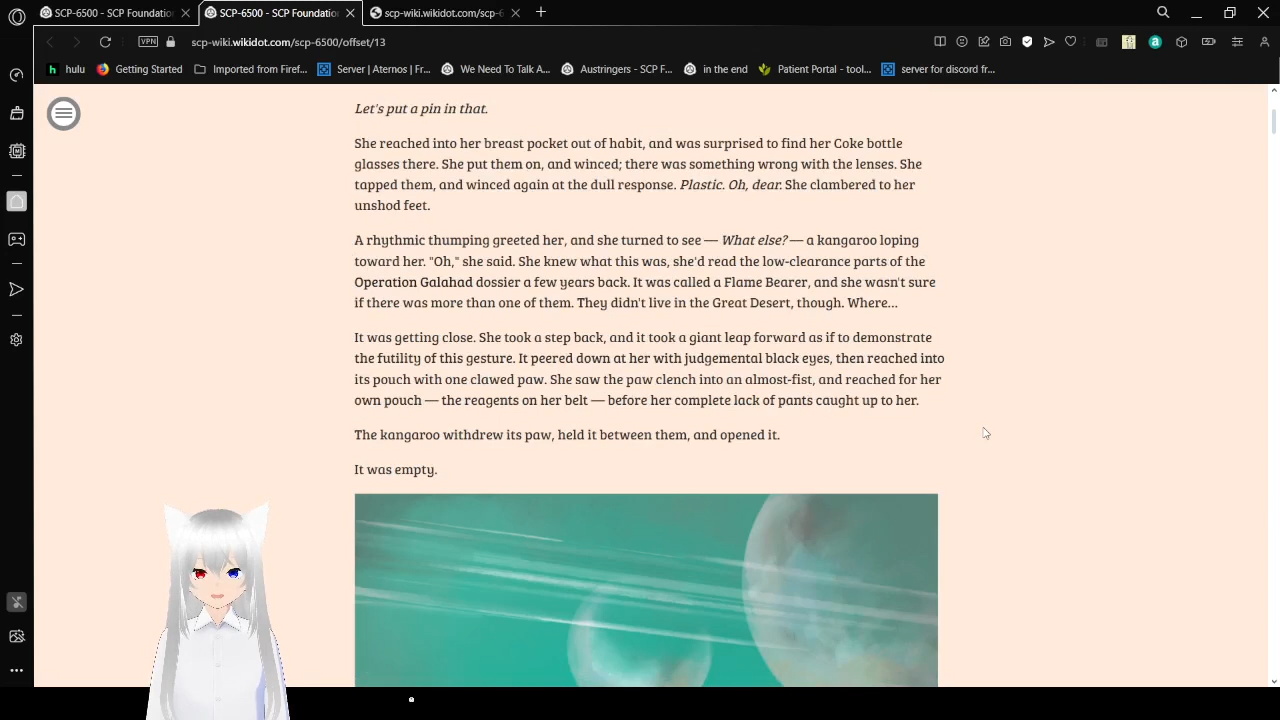 SCP-6500 - SCP Foundatio
SCP-6500 - SCP Foundatio
scp-wiki.wikidot.com/scp-6
VPN
scp-wiki.wikidot.com/scp-6500/offset/13
hulu
Getting Started
Imported from Firef...
Server | Aternos | Fr...
We Need To Talk A...
Austringers - SCP F...
in the end
Patient Portal - tool...
server for discord fr...
Let's put a pin in that.
She reached into her breast pocket out of habit, and was surprised to find her Coke bottle
glasses there. She put them on, and winced; there was something wrong with the lenses. She
tapped them, and winced again at the dull response. Plastic. Oh, dear. She clambered to her
unshod feet.
A rhythmic thumping greeted her, and she turned to see — What else? — a kangaroo loping
toward her. "Oh," she said. She knew what this was, she'd read the low-clearance parts of the
Operation Galahad dossier a few years back. It was called a Flame Bearer, and she wasn't sure
if there was more than one of them. They didn't live in the Great Desert, though. Where...
It was getting close. She took a step back, and it took a giant leap forward as if to demonstrate
the futility of this gesture. It peered down at her with judgemental black eyes, then reached into
its pouch with one clawed paw. She saw the paw clench into an almost-fist, and reached for her
own pouch — the reagents on her belt — before her complete lack of pants caught up to her.
The kangaroo withdrew its paw, held it between them, and opened it.
It was empty.